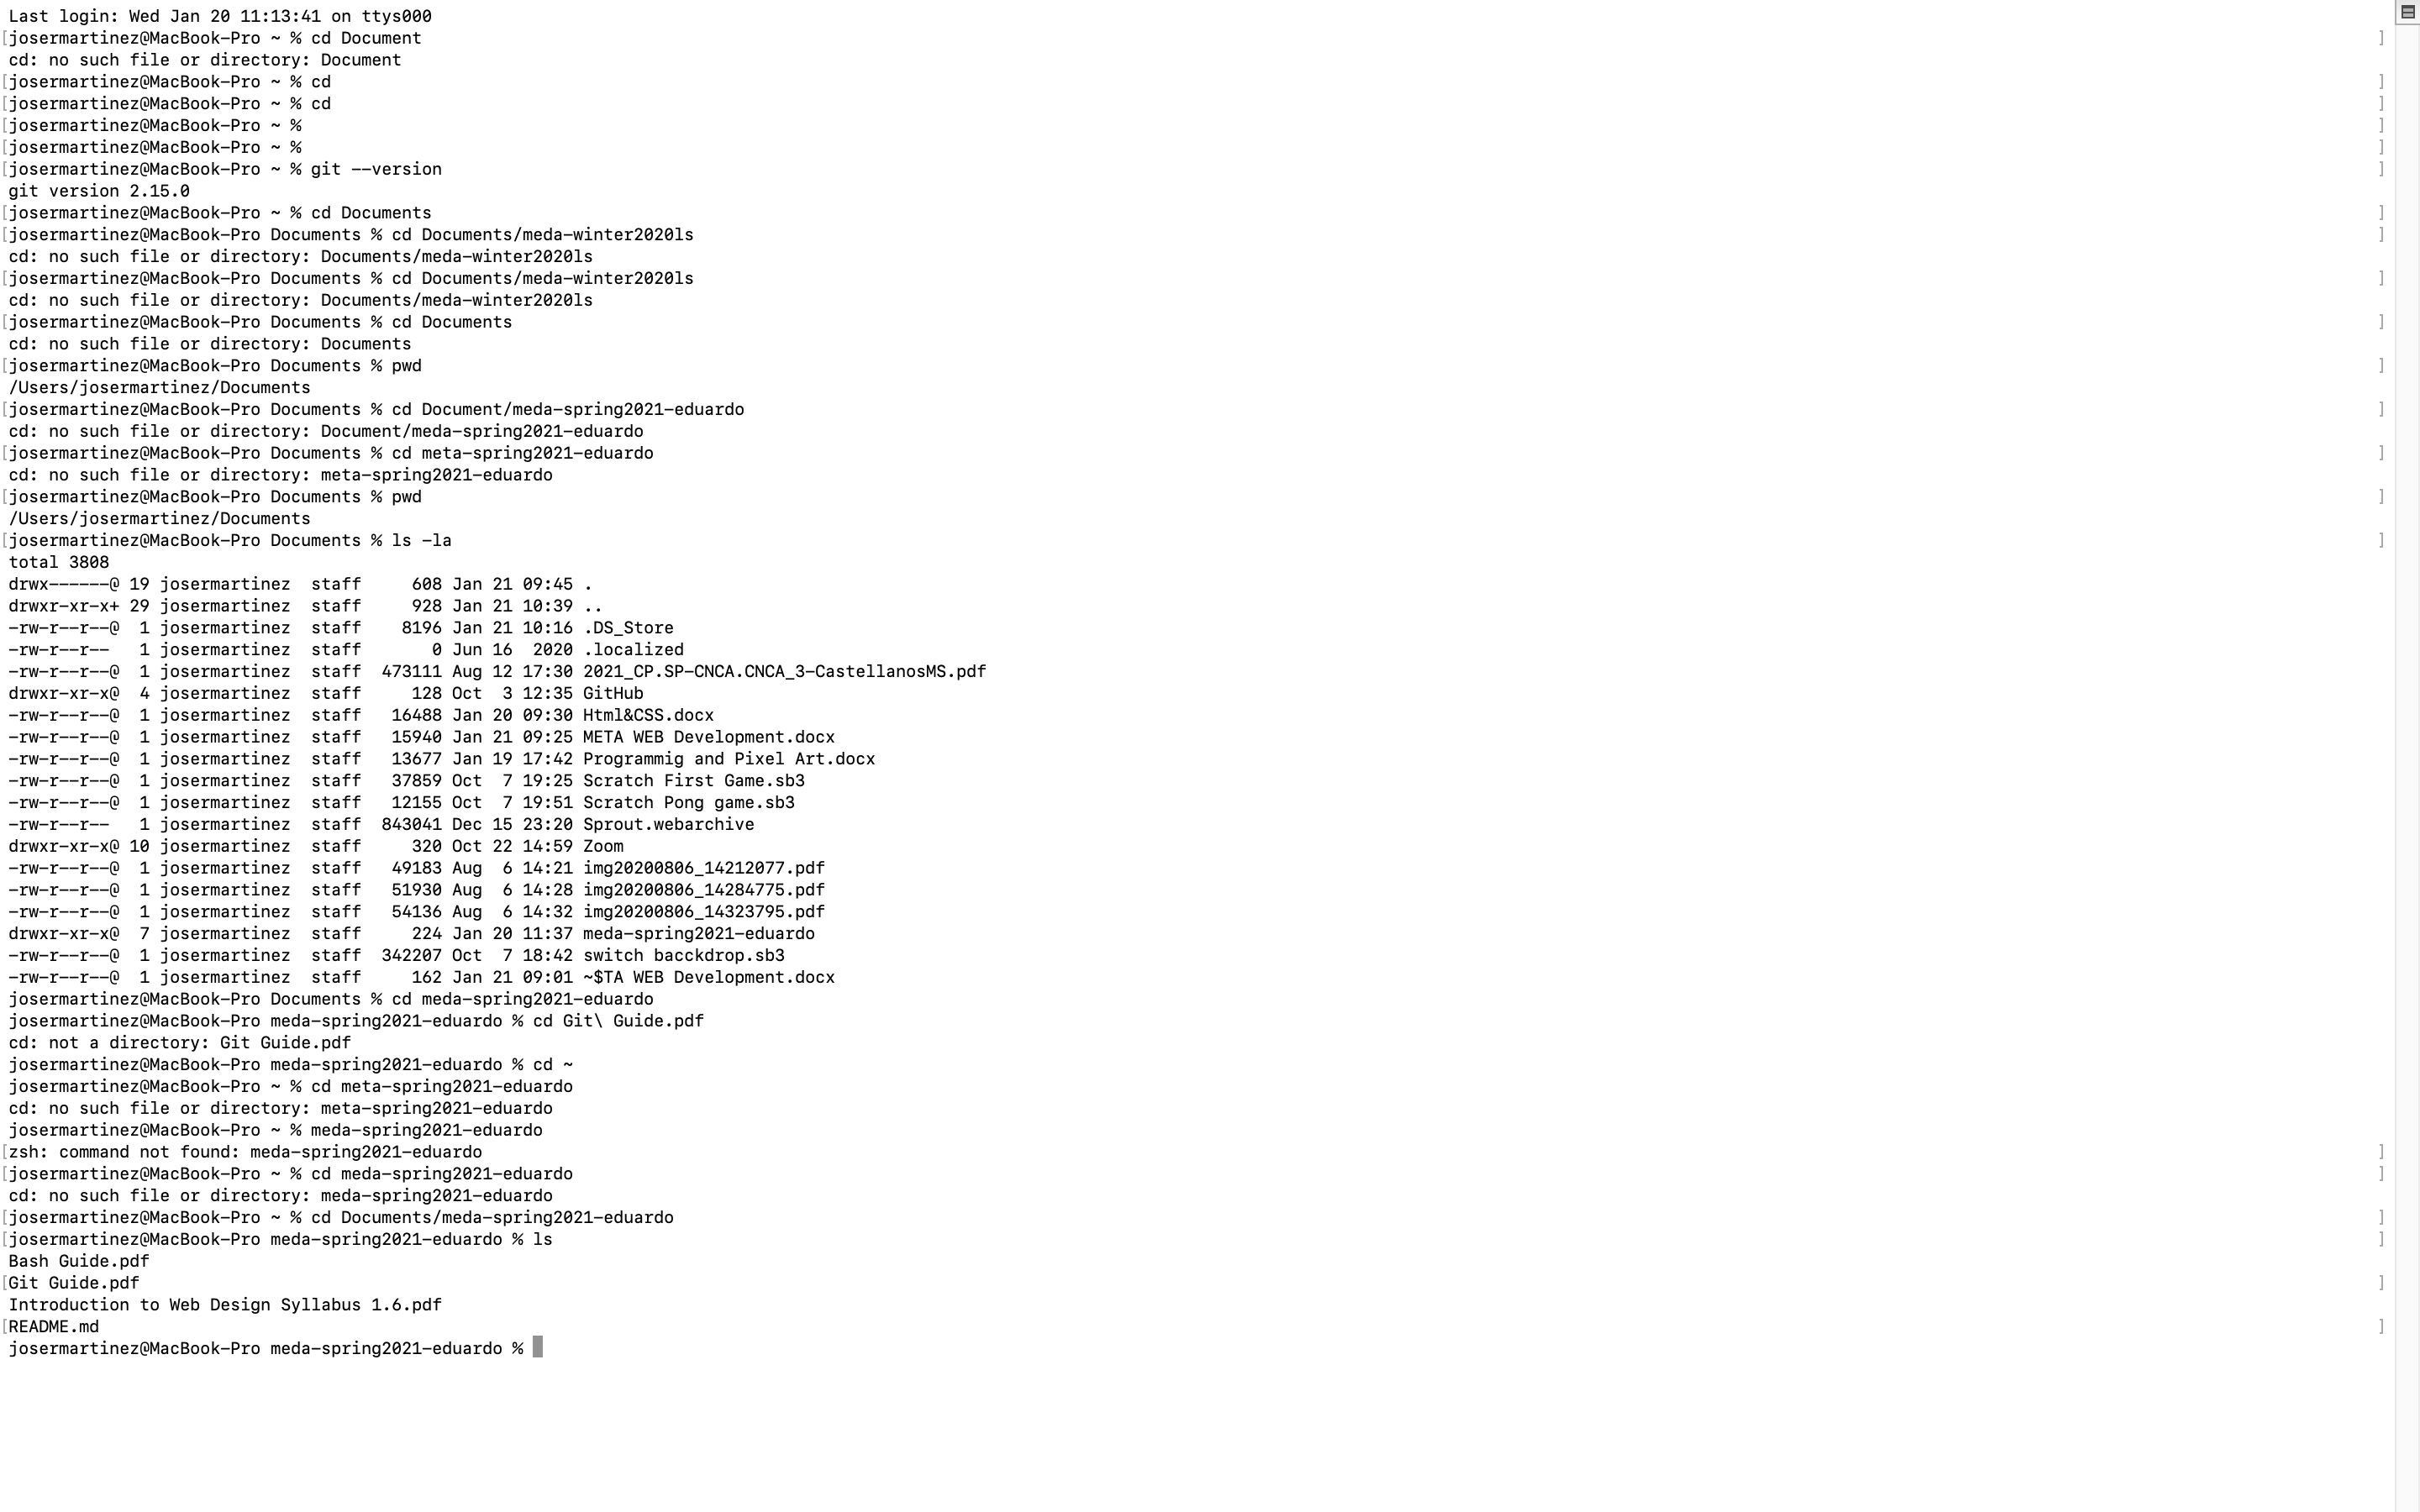 Last login: Wed Jan 20 11:13:41 on ttys000
[josermartinez@MacBook-Pro ~ % cd Document ]
cd: no such file or directory: Document
[josermartinez@MacBook-Pro ~ % cd ]
[josermartinez@MacBook-Pro ~ % cd ]
[josermartinez@MacBook-Pro ~ % ]
[josermartinez@MacBook-Pro ~ % ]
[josermartinez@MacBook-Pro ~ % git --version ]
git version 2.15.0
[josermartinez@MacBook-Pro ~ % cd Documents ]
[josermartinez@MacBook-Pro Documents % cd Documents/meda-winter2020ls ]
cd: no such file or directory: Documents/meda-winter2020ls
[josermartinez@MacBook-Pro Documents % cd Documents/meda-winter2020ls ]
cd: no such file or directory: Documents/meda-winter2020ls
[josermartinez@MacBook-Pro Documents % cd Documents ]
cd: no such file or directory: Documents
[josermartinez@MacBook-Pro Documents % pwd ]
/Users/josermartinez/Documents
[josermartinez@MacBook-Pro Documents % cd Document/meda-spring2021-eduardo ]
cd: no such file or directory: Document/meda-spring2021-eduardo
[josermartinez@MacBook-Pro Documents % cd meta-spring2021-eduardo ]
cd: no such file or directory: meta-spring2021-eduardo
[josermartinez@MacBook-Pro Documents % pwd ]
/Users/josermartinez/Documents
[josermartinez@MacBook-Pro Documents % ls -la ]
total 3808
drwx------@ 19 josermartinez  staff     608 Jan 21 09:45 .
drwxr-xr-x+ 29 josermartinez  staff     928 Jan 21 10:39 ..
-rw-r--r--@  1 josermartinez  staff    8196 Jan 21 10:16 .DS_Store
-rw-r--r--   1 josermartinez  staff       0 Jun 16  2020 .localized
-rw-r--r--@  1 josermartinez  staff  473111 Aug 12 17:30 2021_CP.SP-CNCA.CNCA_3-CastellanosMS.pdf
drwxr-xr-x@  4 josermartinez  staff     128 Oct  3 12:35 GitHub
-rw-r--r--@  1 josermartinez  staff   16488 Jan 20 09:30 Html&CSS.docx
-rw-r--r--@  1 josermartinez  staff   15940 Jan 21 09:25 META WEB Development.docx
-rw-r--r--@  1 josermartinez  staff   13677 Jan 19 17:42 Programmig and Pixel Art.docx
-rw-r--r--@  1 josermartinez  staff   37859 Oct  7 19:25 Scratch First Game.sb3
-rw-r--r--@  1 josermartinez  staff   12155 Oct  7 19:51 Scratch Pong game.sb3
-rw-r--r--   1 josermartinez  staff  843041 Dec 15 23:20 Sprout.webarchive
drwxr-xr-x@ 10 josermartinez  staff     320 Oct 22 14:59 Zoom
-rw-r--r--@  1 josermartinez  staff   49183 Aug  6 14:21 img20200806_14212077.pdf
-rw-r--r--@  1 josermartinez  staff   51930 Aug  6 14:28 img20200806_14284775.pdf
-rw-r--r--@  1 josermartinez  staff   54136 Aug  6 14:32 img20200806_14323795.pdf
drwxr-xr-x@  7 josermartinez  staff     224 Jan 20 11:37 meda-spring2021-eduardo
-rw-r--r--@  1 josermartinez  staff  342207 Oct  7 18:42 switch bacckdrop.sb3
-rw-r--r--@  1 josermartinez  staff     162 Jan 21 09:01 ~$TA WEB Development.docx
josermartinez@MacBook-Pro Documents % cd meda-spring2021-eduardo
josermartinez@MacBook-Pro meda-spring2021-eduardo % cd Git\ Guide.pdf
cd: not a directory: Git Guide.pdf
josermartinez@MacBook-Pro meda-spring2021-eduardo % cd ~
josermartinez@MacBook-Pro ~ % cd meta-spring2021-eduardo
cd: no such file or directory: meta-spring2021-eduardo
josermartinez@MacBook-Pro ~ % meda-spring2021-eduardo
[zsh: command not found: meda-spring2021-eduardo ]
[josermartinez@MacBook-Pro ~ % cd meda-spring2021-eduardo ]
cd: no such file or directory: meda-spring2021-eduardo
[josermartinez@MacBook-Pro ~ % cd Documents/meda-spring2021-eduardo ]
[josermartinez@MacBook-Pro meda-spring2021-eduardo % ls ]
Bash Guide.pdf
[Git Guide.pdf ]
Introduction to Web Design Syllabus 1.6.pdf
[README.md ]
josermartinez@MacBook-Pro meda-spring2021-eduardo %